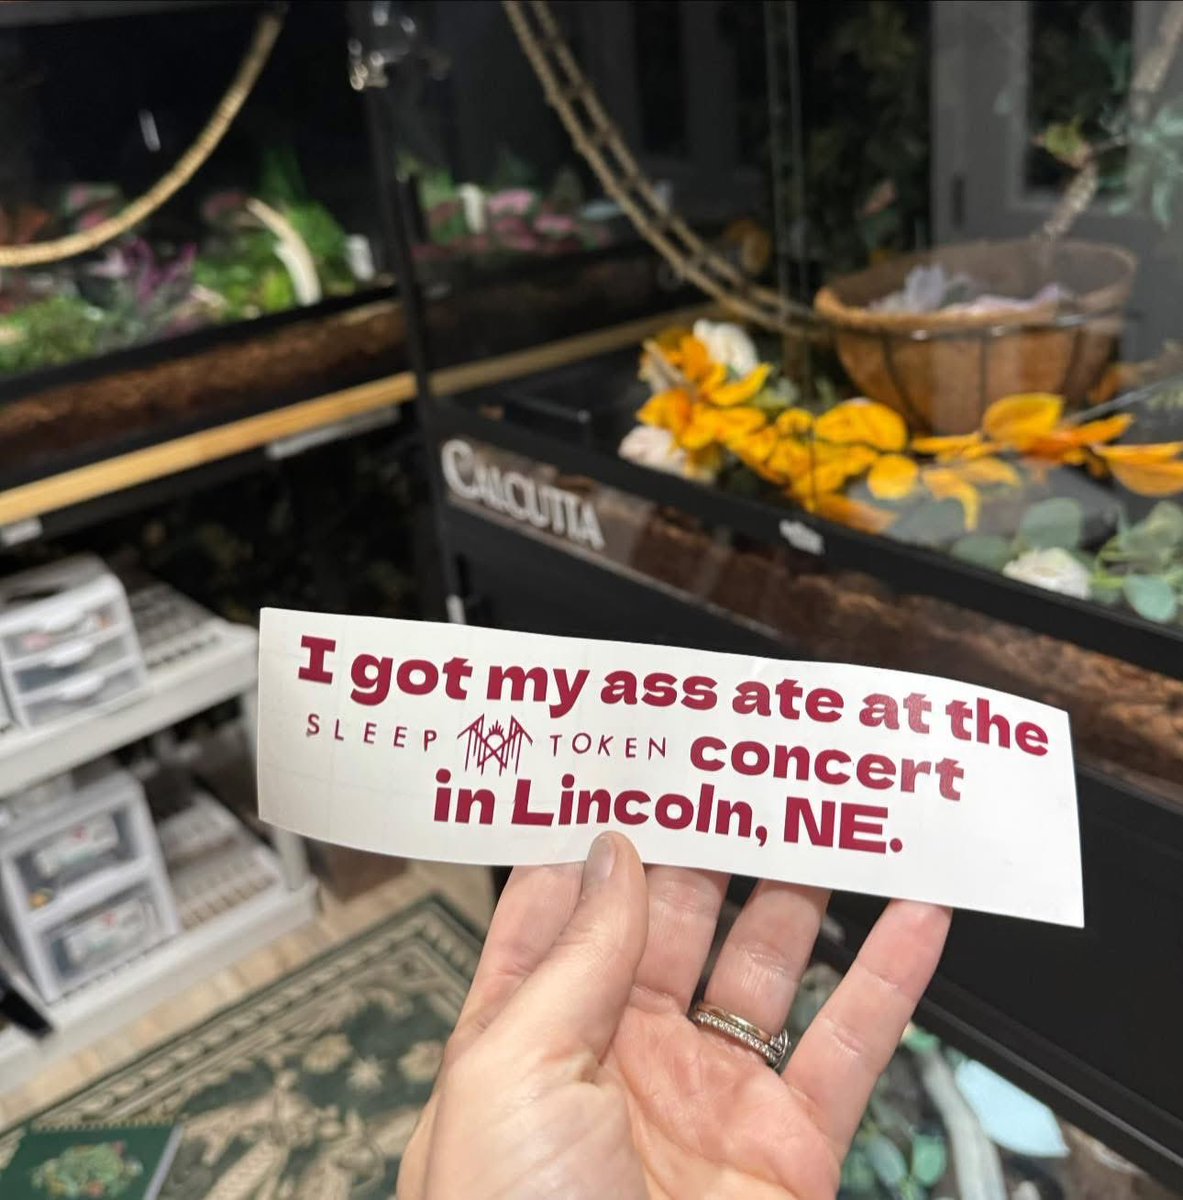 CALCUTTA
I got my ass ate at the
SLEEP TOKEN concert
in Lincoln, NE.